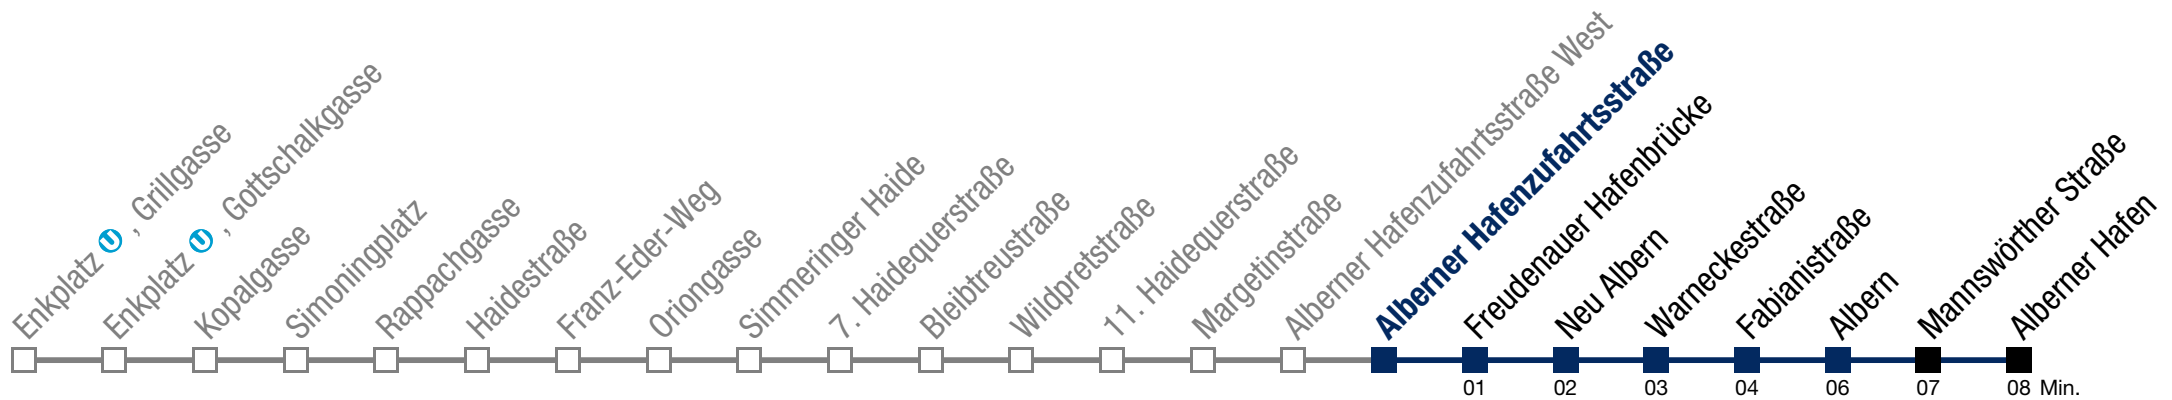 Enkplatz U , Grillgasse
Enkplatz U , Gottschalkgasse
Kopalgasse
Simoningplatz
Rappachgasse
Haidestraße
Franz-Eder-Weg
Oriongasse
Simmeringer Haide
7. Haidequerstraße
Bleibtreustraße
Wildpretstraße
11. Haidequerstraße
Margetinstraße
Alberner Hafenzufahrtsstraße West
Alberner Hafenzufahrtsstraße
Freudenauer Hafenbrücke
Neu Albern
Warneckestraße
Fabianistraße
Albern
Mannswörther Straße
Alberner Hafen
01 02 03 04 06 07 08 Min.